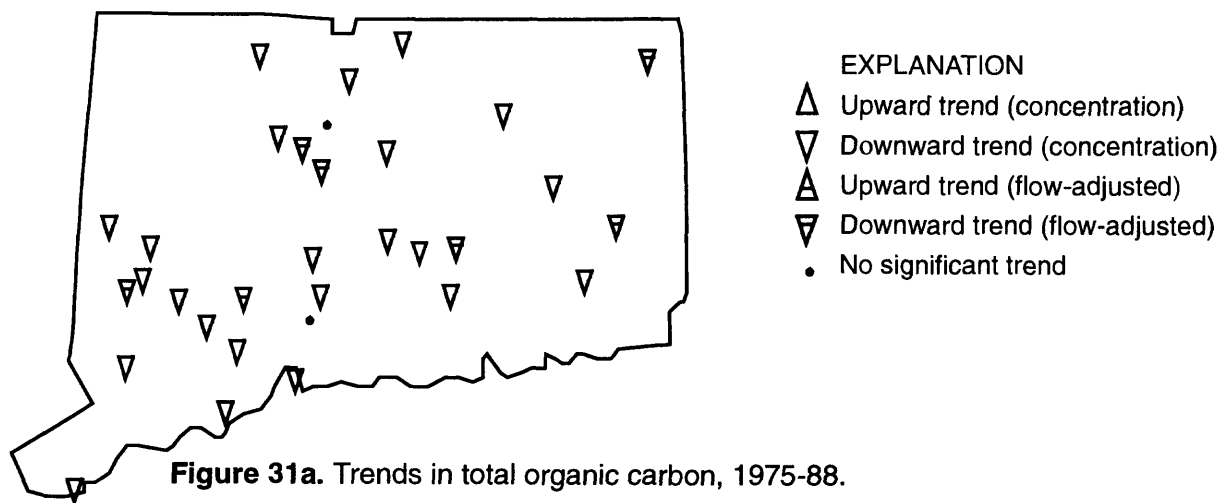 EXPLANATION
Upward trend (concentration)
Downward trend (concentration)
Upward trend (flow-adjusted)
Downward trend (flow-adjusted)
No significant trend
Figure 31a. Trends in total organic carbon, 1975-88.